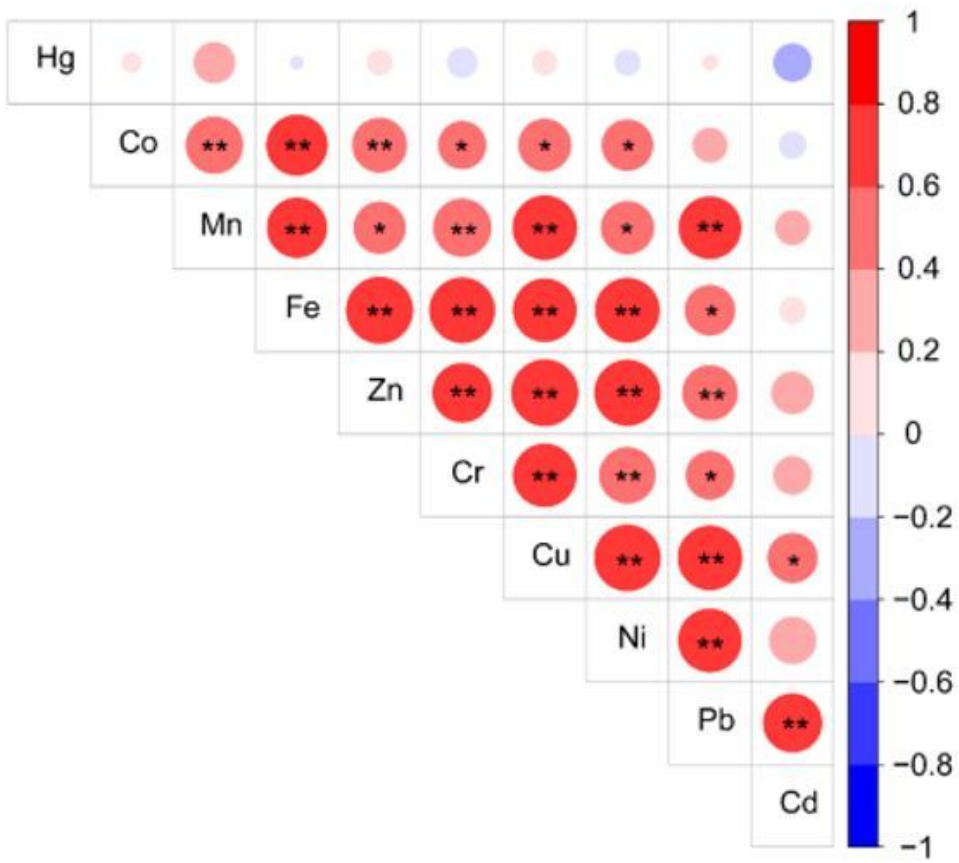 Hg
Co ** ** ** * * *
Mn ** * ** ** * **
Fe ** ** ** ** *
Zn ** ** ** **
Cr ** ** *
Cu ** ** *
Ni **
Pb **
Cd
1
0.8
0.6
0.4
0.2
0
−0.2
−0.4
−0.6
−0.8
−1